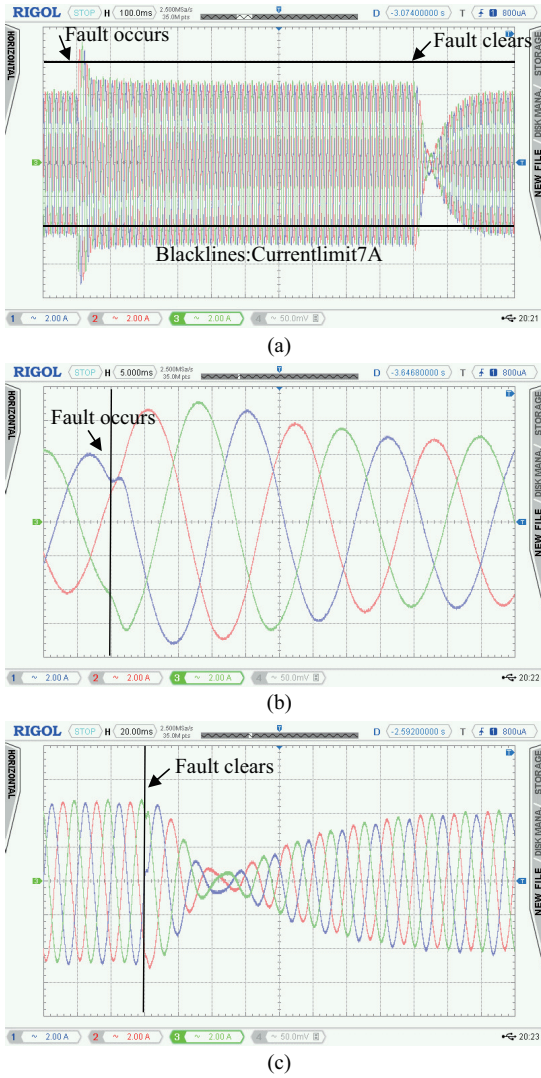 RIGOL STOP H 100.0ms 2.500MSa/s 35.0M pts D -3.07400000 s T 1 800uA
HORIZONTAL
Fault occurs
Fault clears
STORAGE
DISK MANA
NEW FILE
Blacklines:Currentlimit7A
1 ~ 2.00 A 2 ~ 2.00 A 3 ~ 2.00 A 4 ~ 50.0mV 20:21
(a)
RIGOL STOP H 5.000ms 2.500MSa/s 35.0M pts D -3.64680000 s T 1 800uA
HORIZONTAL
Fault occurs
STORAGE
DISK MANA
NEW FILE
1 ~ 2.00 A 2 ~ 2.00 A 3 ~ 2.00 A 4 ~ 50.0mV 20:22
(b)
RIGOL STOP H 20.00ms 2.500MSa/s 35.0M pts D -2.59200000 s T 1 800uA
HORIZONTAL
Fault clears
STORAGE
DISK MANA
NEW FILE
1 ~ 2.00 A 2 ~ 2.00 A 3 ~ 2.00 A 4 ~ 50.0mV 20:23
(c)